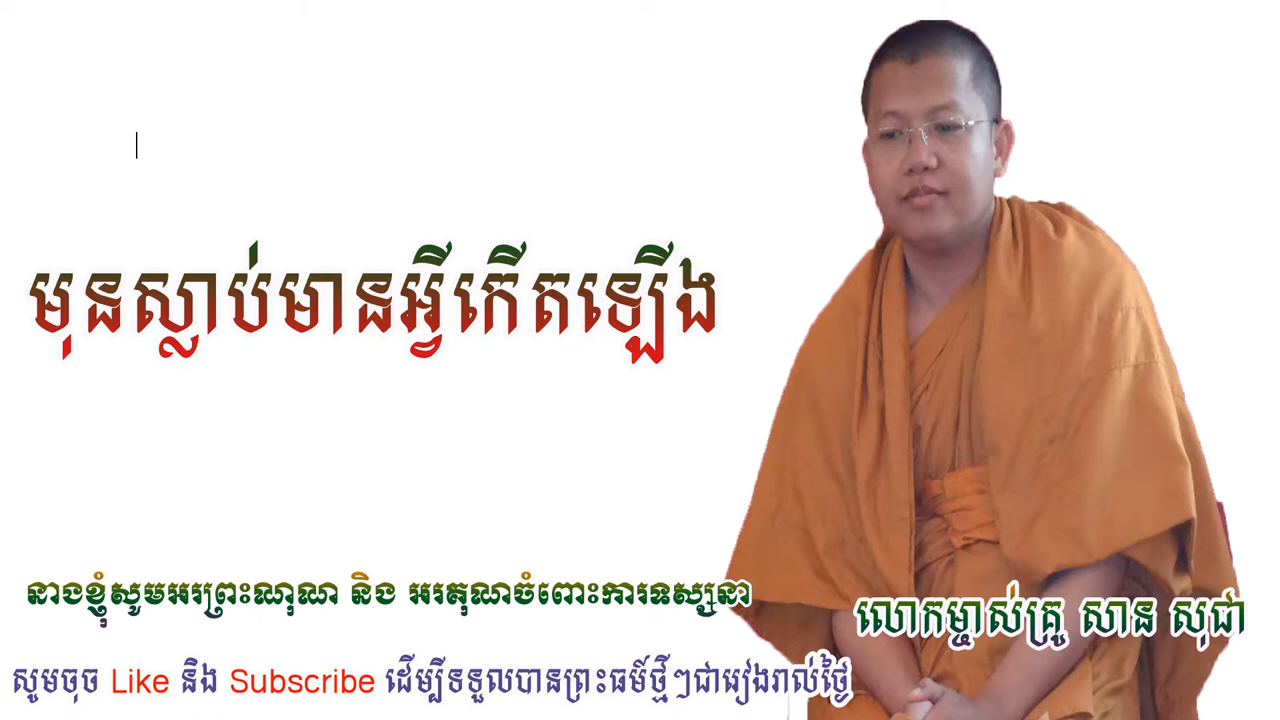 មុនស្លាប់មានអ្វីកើតឡើង
នាងខ្ញុំសូមអរព្រះណុណ និង អរគុណចំពោះការទស្សនា
លោកម្ចាស់គ្រូ សាន សុជា
សូមចុច Like និង Subscribe ដើម្បីទទួលបានព្រះធម៍ថ្មីៗជារៀងរាល់ថ្ងៃ